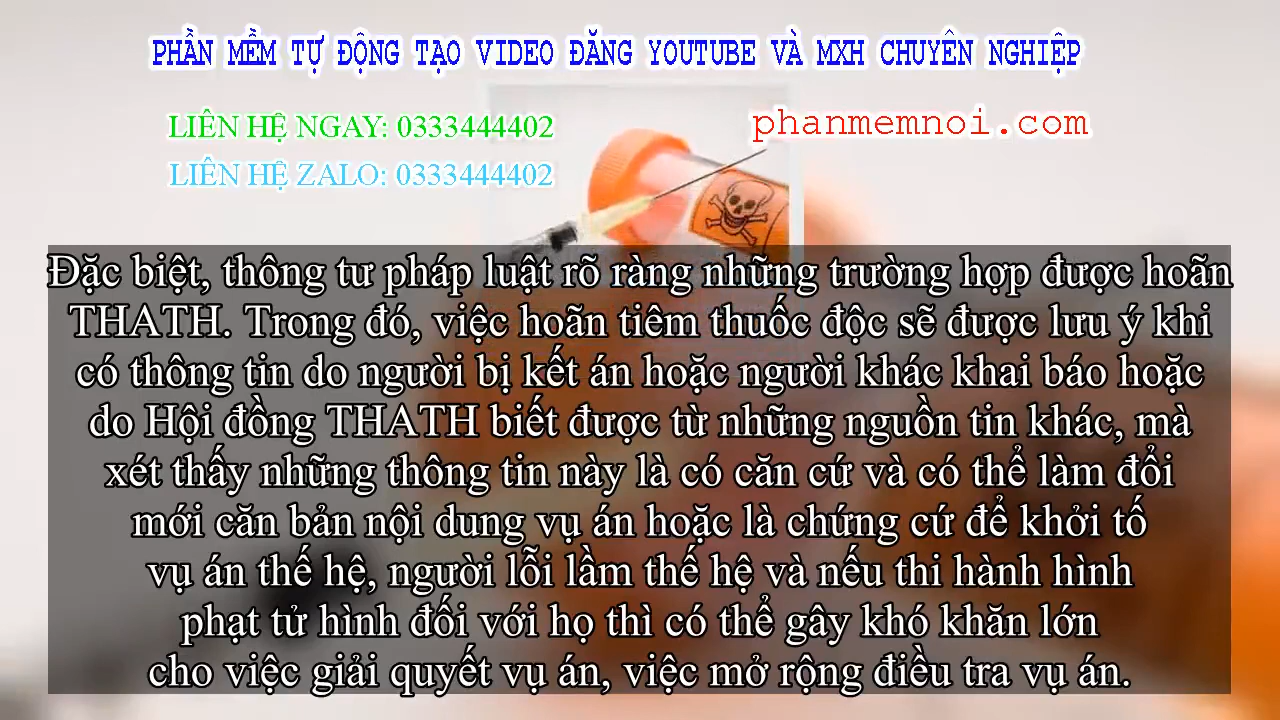 PHẦN MỀM TỰ ĐỘNG TẠO VIDEO ĐĂNG YOUTUBE VÀ MXH CHUYÊN NGHIỆP
LIÊN HỆ NGAY: 0333444402
phanmemnoi.com
LIÊN HỆ ZALO: 0333444402
Đặc biệt, thông tư pháp luật rõ ràng những trường hợp được hoãn
THATH. Trong đó, việc hoãn tiêm thuốc độc sẽ được lưu ý khi
có thông tin do người bị kết án hoặc người khác khai báo hoặc
do Hội đồng THATH biết được từ những nguồn tin khác, mà
xét thấy những thông tin này là có căn cứ và có thể làm đổi
mới căn bản nội dung vụ án hoặc là chứng cứ để khởi tố
vụ án thế hệ, người lỗi lầm thế hệ và nếu thi hành hình
phạt tử hình đối với họ thì có thể gây khó khăn lớn
cho việc giải quyết vụ án, việc mở rộng điều tra vụ án.